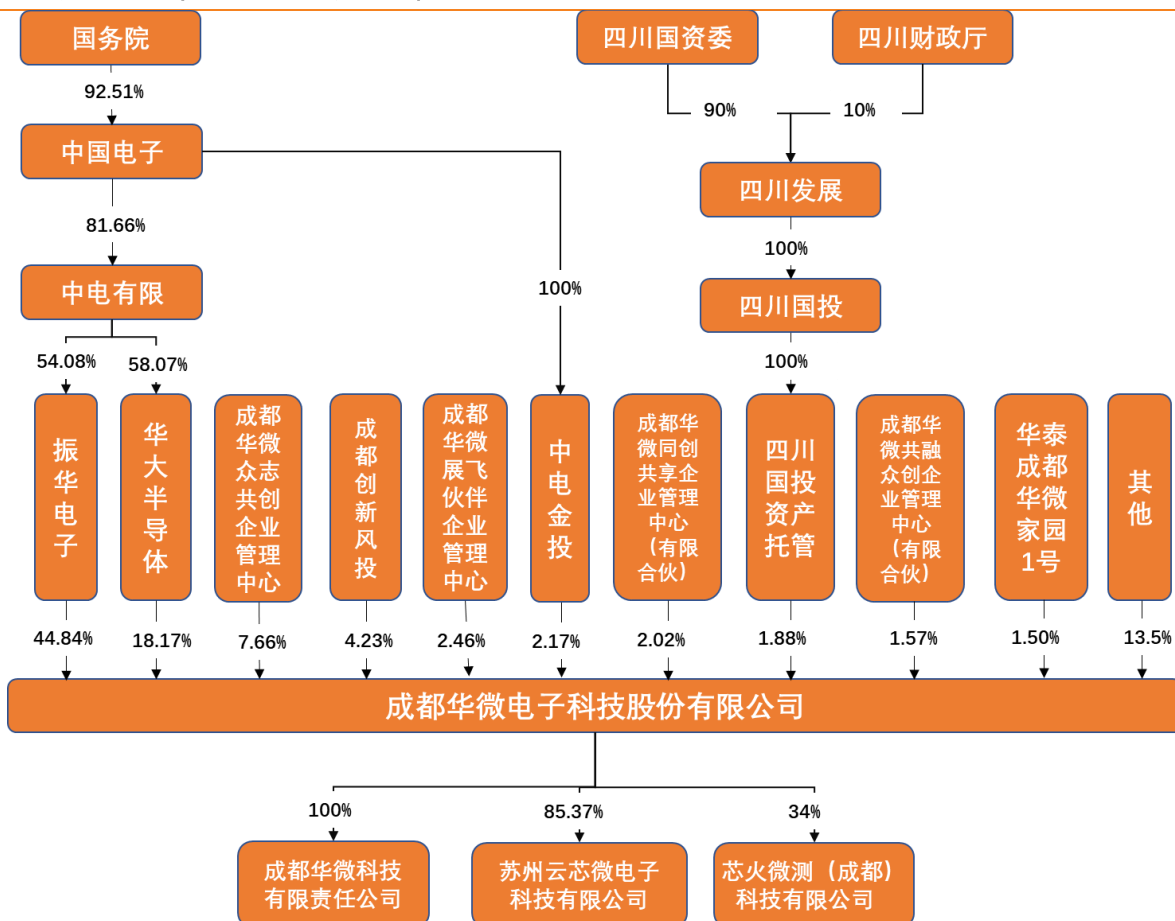 国务院
四川国资委
四川财政厅
92.51%
90%
10%
中国电子
四川发展
81.66%
100%
中电有限
100%
四川国投
54.08%
58.07%
100%
振华电子
华大半导体
成都
华微
众志
共创
企业
管理
中心
成都创新风投
成都
华微
展飞
伙伴
企业
管理
中心
中电金投
成都华
微同创
共享企
业管理
中心
（有限
合伙）
四川
国投
资产
托管
成都华
微共融
众创企
业管理
中心
（有限
合伙）
华泰
成都
华微
家园
1号
其他
44.84%
18.17%
7.66%
4.23%
2.46%
2.17%
2.02%
1.88%
1.57%
1.50%
13.5%
成都华微电子科技股份有限公司
100%
85.37%
34%
成都华微科技
有限责任公司
苏州云芯微电子
科技有限公司
芯火微测（成都）
科技有限公司